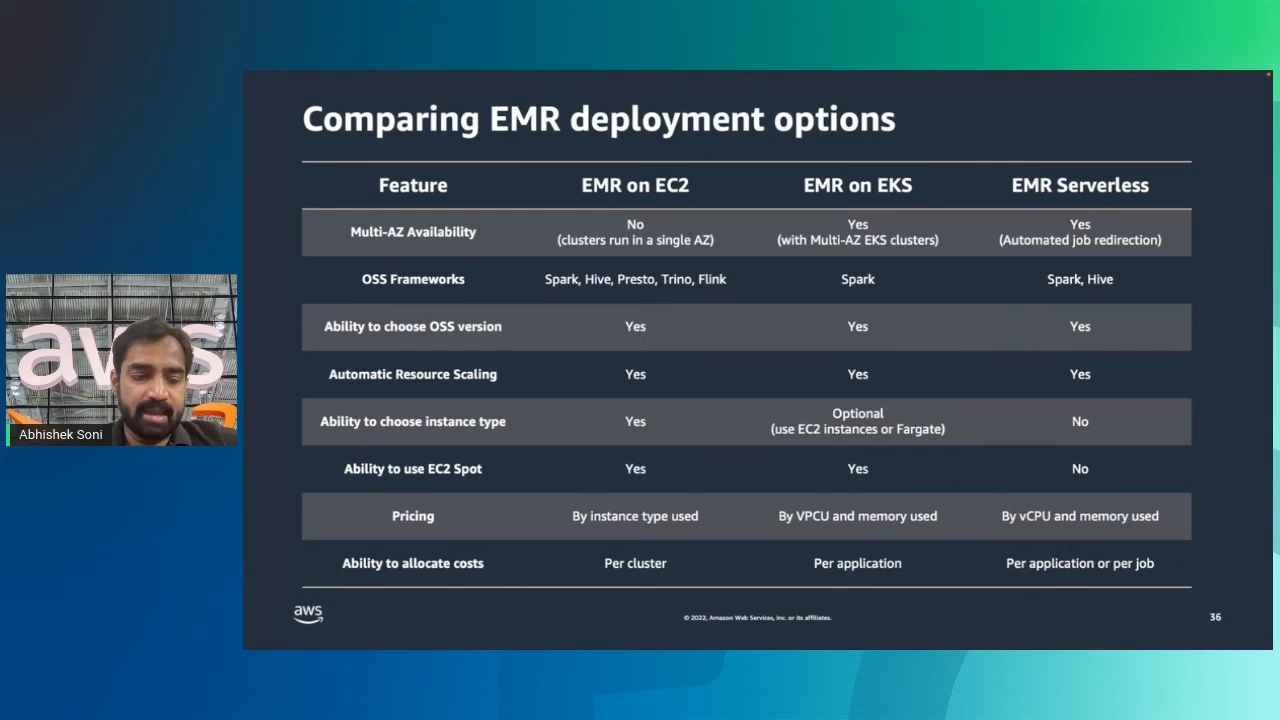 Comparing EMR deployment options
Feature
EMR on EC2
EMR on EKS
EMR Serverless
Multi-AZ Availability
No
(clusters run in a single AZ)
Yes
(with Multi-AZ EKS clusters)
Yes
(Automated job redirection)
OSS Frameworks
Spark, Hive, Presto, Trino, Flink
Spark
Spark, Hive
Ability to choose OSS version
Yes
Yes
Yes
Automatic Resource Scaling
Yes
Yes
Yes
Ability to choose instance type
Yes
Optional
(use EC2 instances or Fargate)
No
Ability to use EC2 Spot
Yes
Yes
No
Pricing
By instance type used
By VPCU and memory used
By vCPU and memory used
Ability to allocate costs
Per cluster
Per application
Per application or per job
aws
© 2022, Amazon Web Services, Inc. or its affiliates.
36
aws
Abhishek Soni